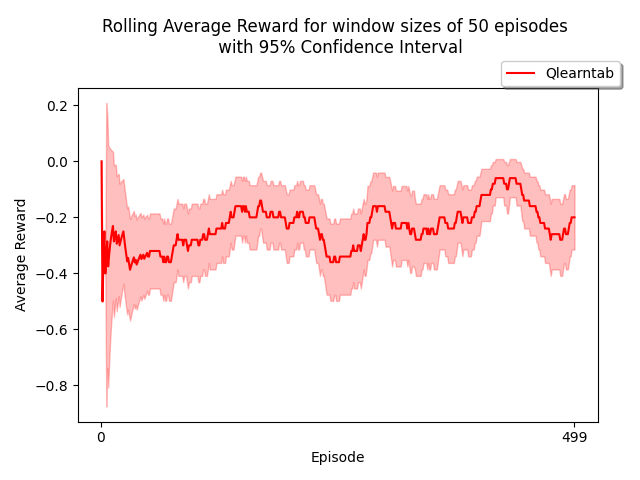 Rolling Average Reward for window sizes of 50 episodes
with 95% Confidence Interval
Qlearntab
0.2
0.0
−0.2
−0.4
−0.6
−0.8
Average Reward
0
499
Episode